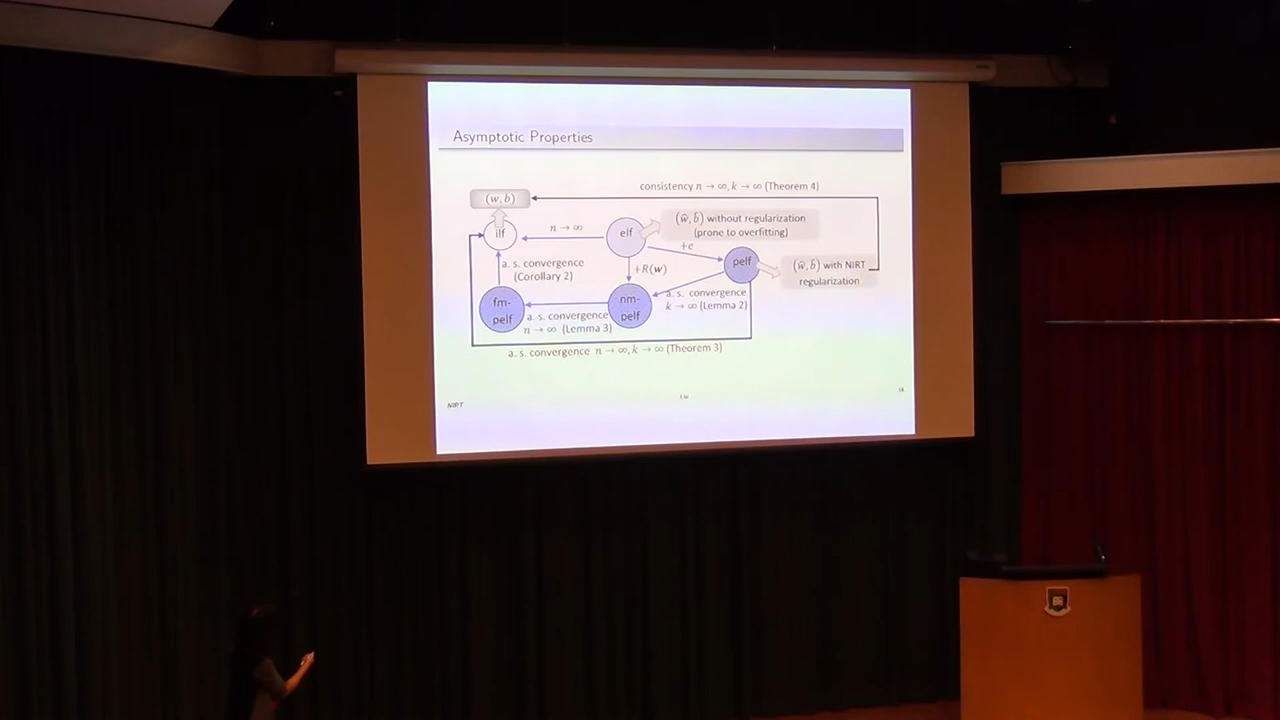 Asymptotic Properties
consistency n → ∞, k → ∞ (Theorem 4)
(w, b)
ilf
n → ∞
elf
(ŵ, b̂) without regularization
(prone to overfitting)
+e
pelf
(ŵ, b̂) with NIRT
regularization
a. s. convergence
(Corollary 2)
+R(w)
fm-
pelf
nm-
pelf
a. s. convergence
k → ∞ (Lemma 2)
a. s. convergence
n → ∞ (Lemma 3)
a. s. convergence n → ∞, k → ∞ (Theorem 3)
NIRT